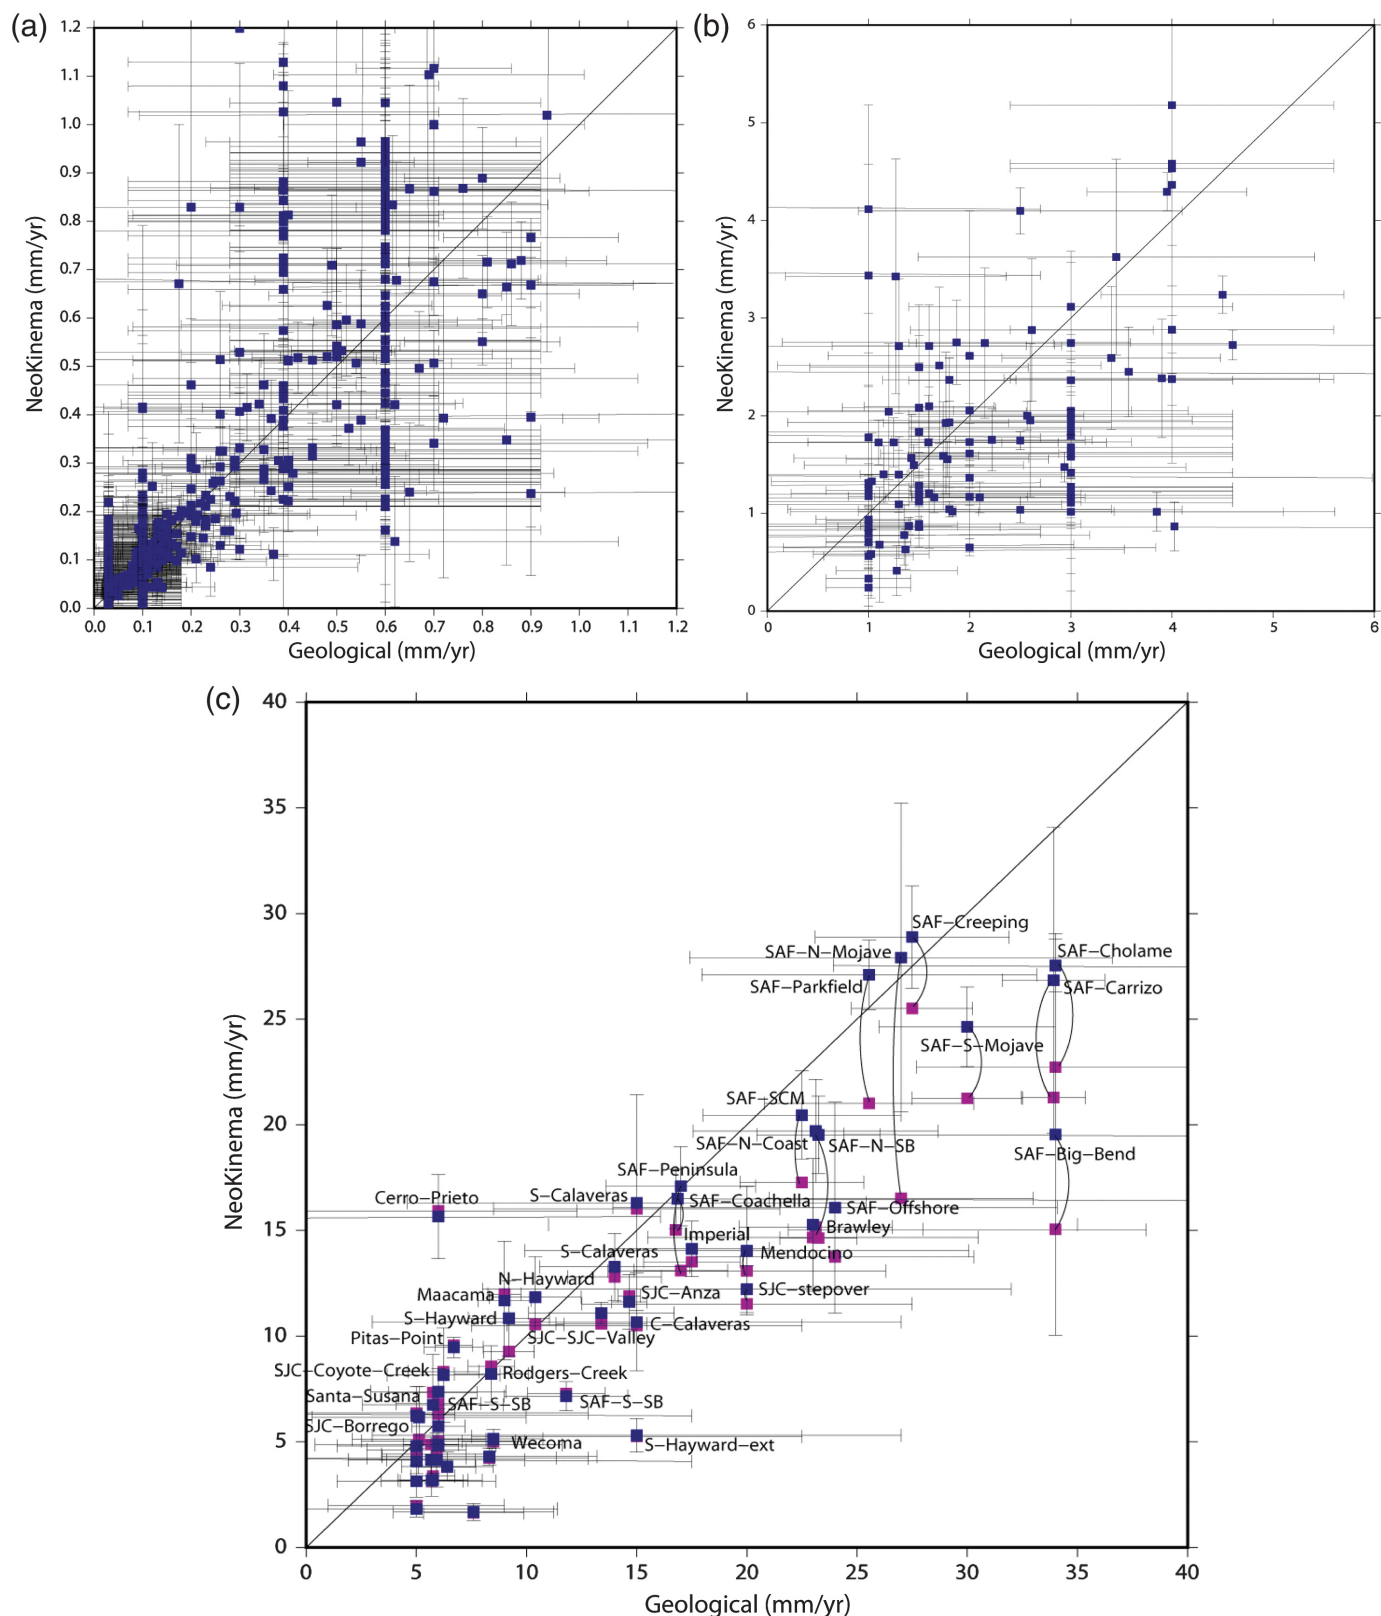 (a)
1.2
1.1
1.0
0.9
0.8
0.7
0.6
0.5
0.4
0.3
0.2
0.1
0.0
NeoKinema (mm/yr)
0.0 0.1 0.2 0.3 0.4 0.5 0.6 0.7 0.8 0.9 1.0 1.1 1.2
Geological (mm/yr)
(b)
6
5
4
3
2
1
0
NeoKinema (mm/yr)
0 1 2 3 4 5 6
Geological (mm/yr)
(c)
40
35
30
25
20
15
10
5
0
NeoKinema (mm/yr)
SAF-Creeping
SAF-N-Mojave
SAF-Cholame
SAF-Parkfield
SAF-Carrizo
SAF-S-Mojave
SAF-SCM
SAF-N-Coast
SAF-N-SB
SAF-Big-Bend
SAF-Peninsula
Cerro-Prieto
S-Calaveras
SAF-Coachella
SAF-Offshore
Imperial
Brawley
S-Calaveras
Mendocino
N-Hayward
Maacama
SJC-Anza
SJC-stepover
S-Hayward
C-Calaveras
Pitas-Point
SJC-SJC-Valley
SJC-Coyote-Creek
Rodgers-Creek
Santa-Susana
SAF-S-SB
SAF-S-SB
SJC-Borrego
Wecoma
S-Hayward-ext
0 5 10 15 20 25 30 35 40
Geological (mm/yr)